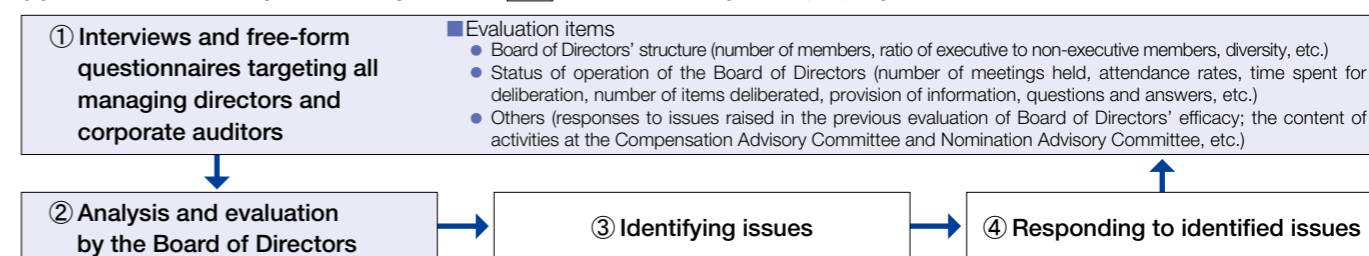 ① Interviews and free-form
questionnaires targeting all
managing directors and
corporate auditors
■Evaluation items
● Board of Directors' structure (number of members, ratio of executive to non-executive members, diversity, etc.)
● Status of operation of the Board of Directors (number of meetings held, attendance rates, time spent for
deliberation, number of items deliberated, provision of information, questions and answers, etc.)
● Others (responses to issues raised in the previous evaluation of Board of Directors' efficacy; the content of
activities at the Compensation Advisory Committee and Nomination Advisory Committee, etc.)
② Analysis and evaluation
by the Board of Directors
③ Identifying issues
④ Responding to identified issues